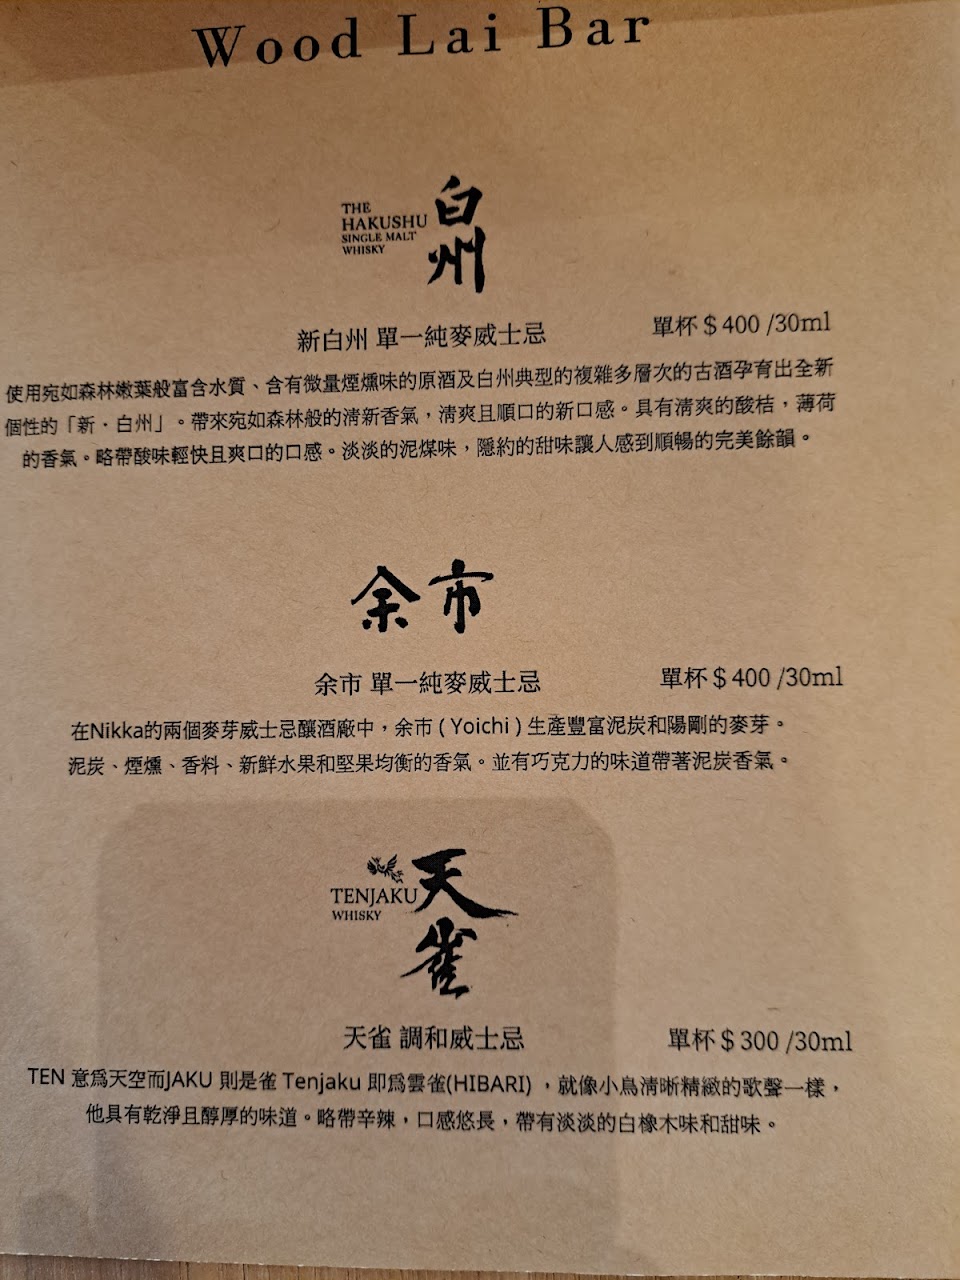 Wood Lai Bar
THE
HAKUSHU
SINGLE MALT
WHISKY
白州
新白州 單一純麥威士忌
單杯 $ 400 /30ml
使用宛如森林嫩葉般富含水質、含有微量煙燻味的原酒及白州典型的複雜多層次的古酒孕育出全新
個性的「新・白州」。帶來宛如森林般的清新香氣，清爽且順口的新口感。具有清爽的酸桔，薄荷
的香氣。略帶酸味輕快且爽口的口感。淡淡的泥煤味，隱約的甜味讓人感到順暢的完美餘韻。
余市
余市 單一純麥威士忌
單杯 $ 400 /30ml
在Nikka的兩個麥芽威士忌釀酒廠中，余市 ( Yoichi ) 生產豐富泥炭和陽剛的麥芽。
泥炭、煙燻、香料、新鮮水果和堅果均衡的香氣。並有巧克力的味道帶著泥炭香氣。
TENJAKU
WHISKY
天雀
天雀 調和威士忌
單杯 $ 300 /30ml
TEN 意爲天空而JAKU 則是雀 Tenjaku 即爲雲雀(HIBARI) ，就像小鳥清晰精緻的歌聲一樣，
他具有乾淨且醇厚的味道。略帶辛辣，口感悠長，帶有淡淡的白橡木味和甜味。